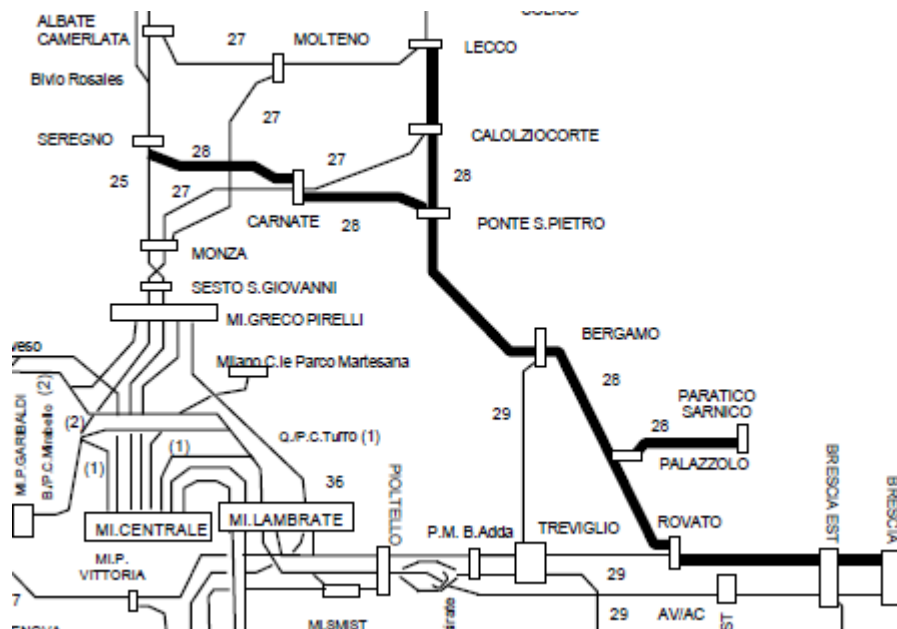 ALBATE
CAMERLATA
27
MOLTENO
LECCO
Bivio Rosales
27
SEREGNO
28
CALOLZIOCORTE
27
25
27
28
CARNATE
28
PONTE S.PIETRO
MONZA
SESTO S.GIOVANNI
MI.GRECO PIRELLI
BERGAMO
Milano C.le Parco Martesana
28
PARATICO
SARNICO
29
28
(2)
(2)
MI.P.GARIBALDI
B./P.C.Mirabello
(1)
(1)
Q./P.C.Turro (1)
PALAZZOLO
36
PIOLTELLO
BRESCIA EST
BRESCIA
MI.CENTRALE
MI.LAMBRATE
P.M. B.Adda
TREVIGLIO
ROVATO
MI.P.
VITTORIA
29
7
29
AV/AC
MI.SMIST